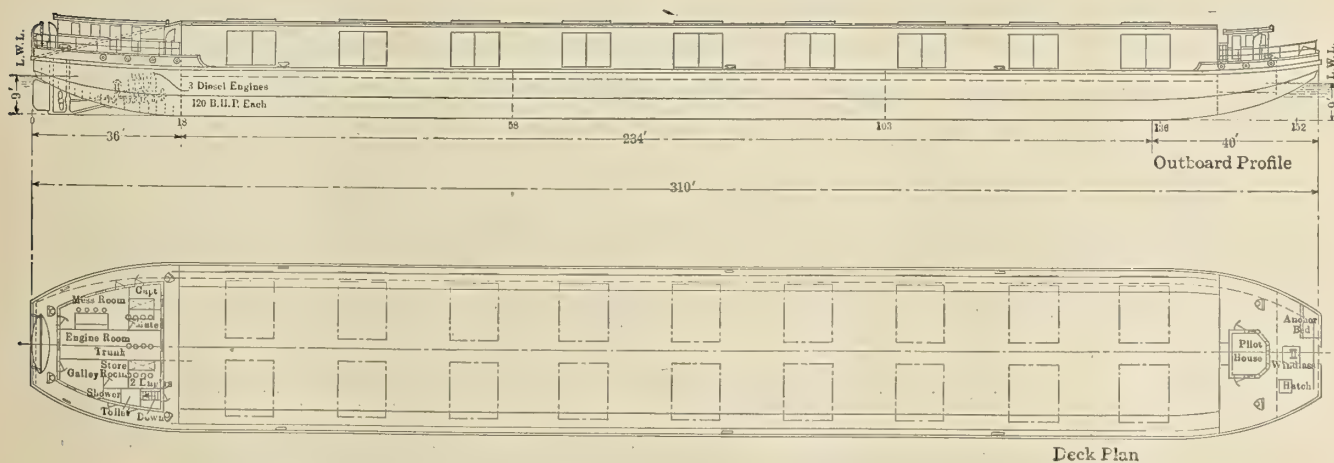 L.W.L.
9'
3 Diesel Engines
120 B.H.P. Each
L.W.L.
9'
0
18
58
103
136
152
36'
234'
40'
Outboard Profile
310'
Capt
Mess Room
Mate
Engine Room
Trunk
Store
Galley Room
2 Eng
Shower
Toilet
Down
Anchor
Bed
Pilot
House
Windlass
Hatch
Deck Plan